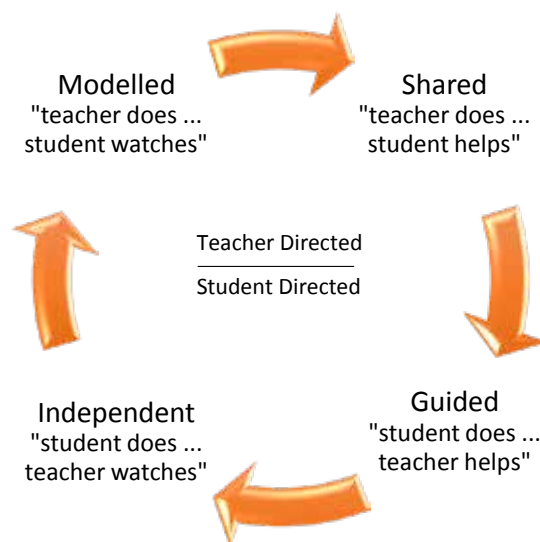 Modelled
"teacher does ...
student watches"
Shared
"teacher does ...
student helps"
Teacher Directed
Student Directed
Independent
"student does ...
teacher watches"
Guided
"student does ...
teacher helps"